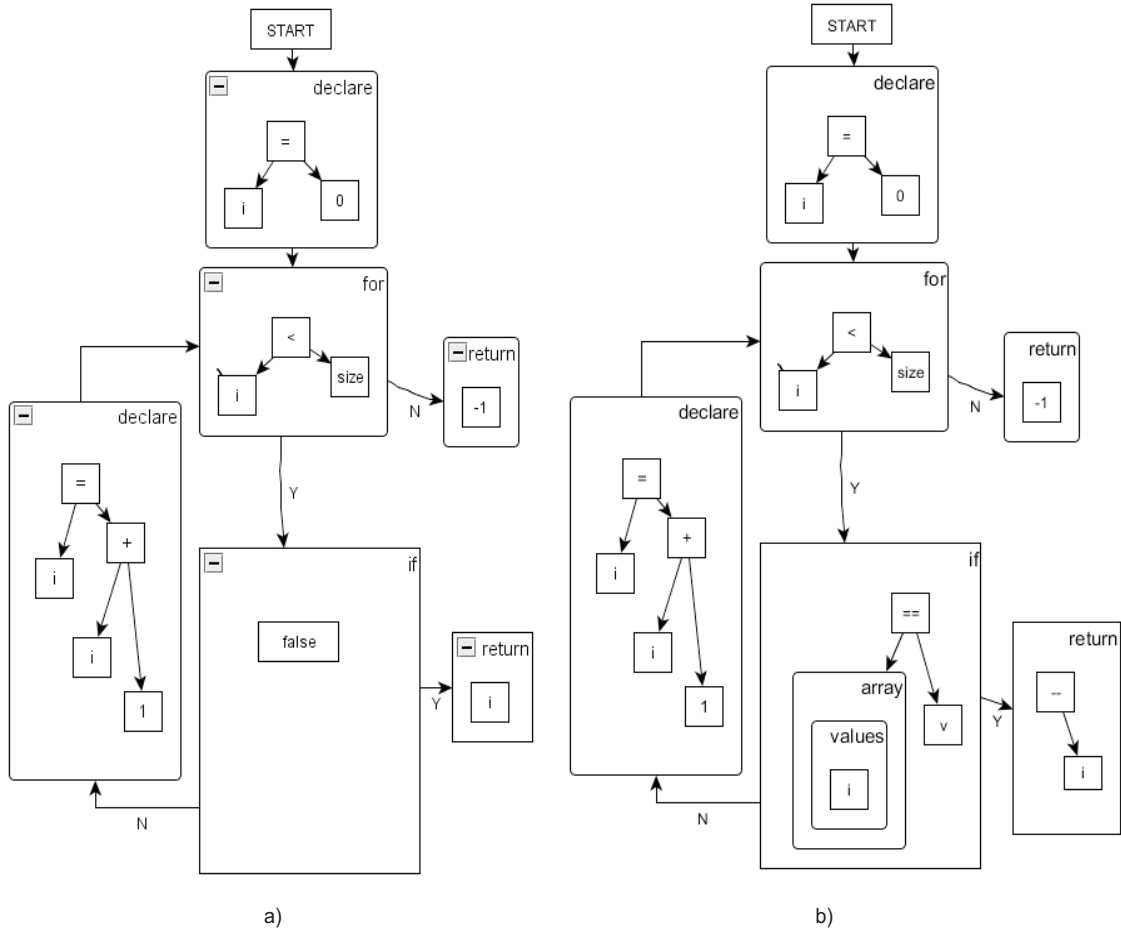 START
declare
=
i
0
for
<
i
size
N
return
-1
Y
declare
=
+
i
i
1
if
false
Y
return
i
N
a)
START
declare
=
i
0
for
<
i
size
N
return
-1
Y
declare
=
+
i
i
1
if
==
array
values
i
v
Y
return
--
i
N
b)